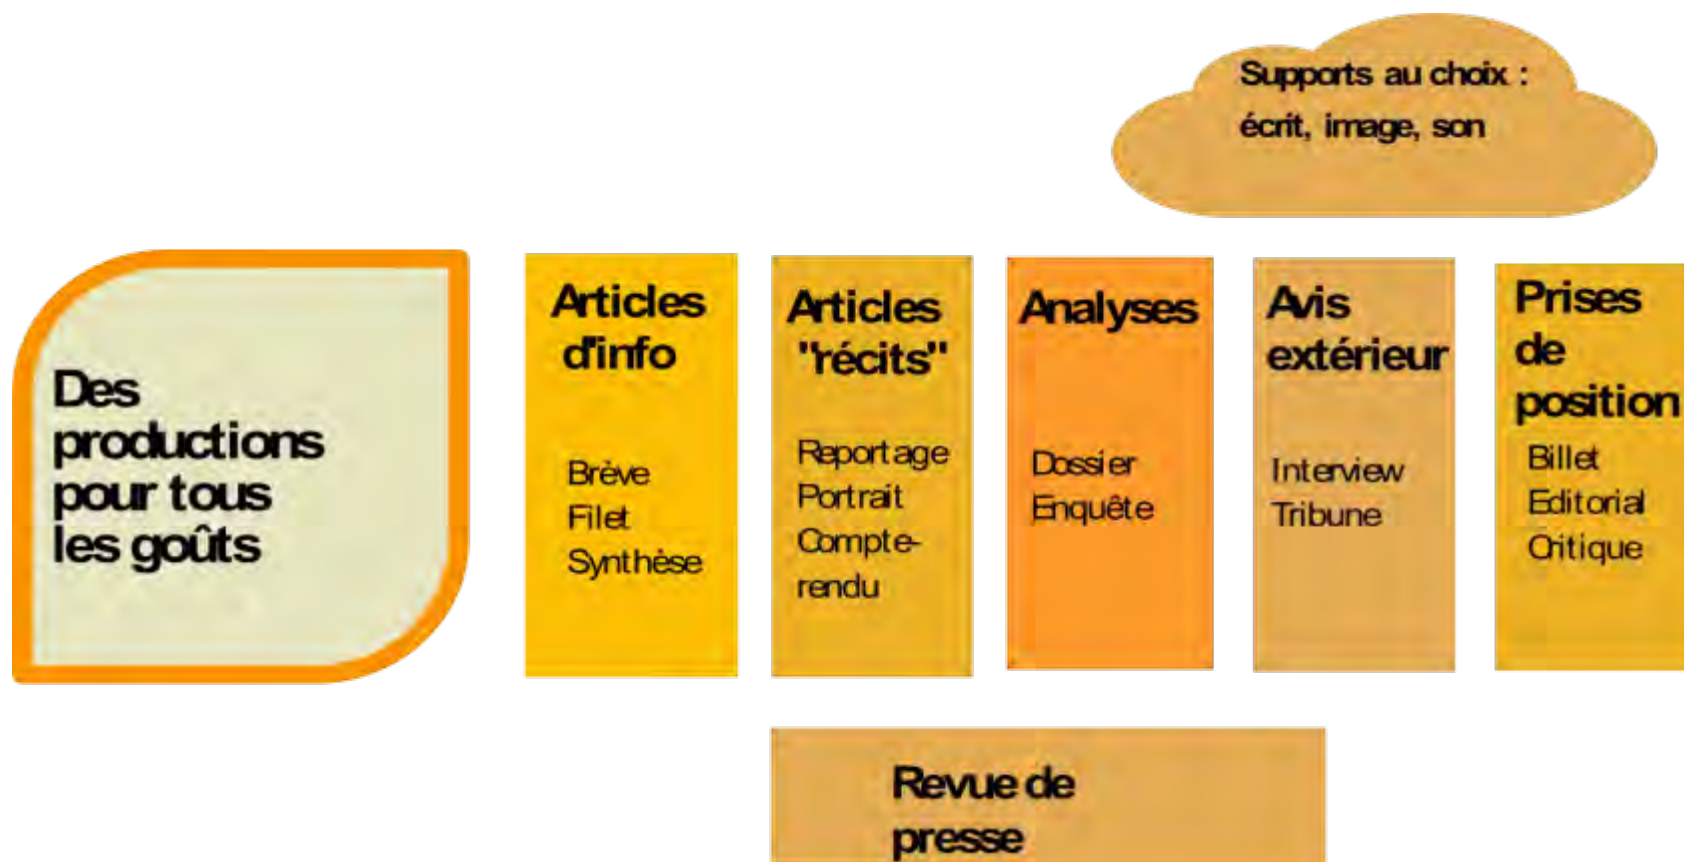 Supports au choix :
écrit, image, son
Des
productions
pour tous
les goûts
Articles
d'info
Brève
Filet
Synthèse
Articles
"récits"
Reportage
Portrait
Compte-
rendu
Analyses
Dossier
Enquête
Avis
extérieur
Interview
Tribune
Prises
de
position
Billet
Editorial
Critique
Revue de
presse